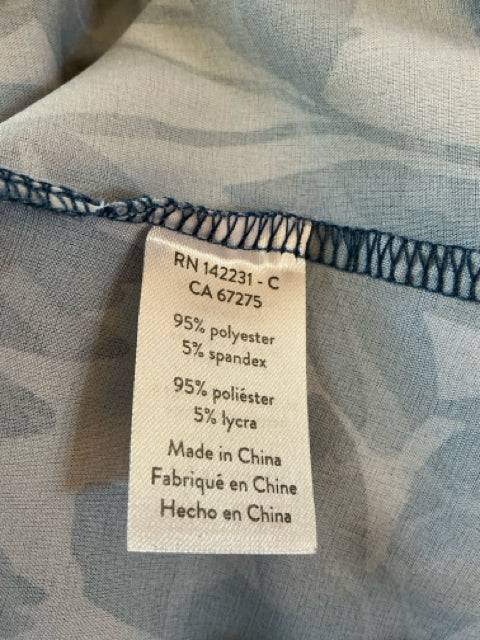 RN 142231 - C
CA 67275
95% polyester
5% spandex
95% poliéster
5% lycra
Made in China
Fabriqué en Chine
Hecho en China